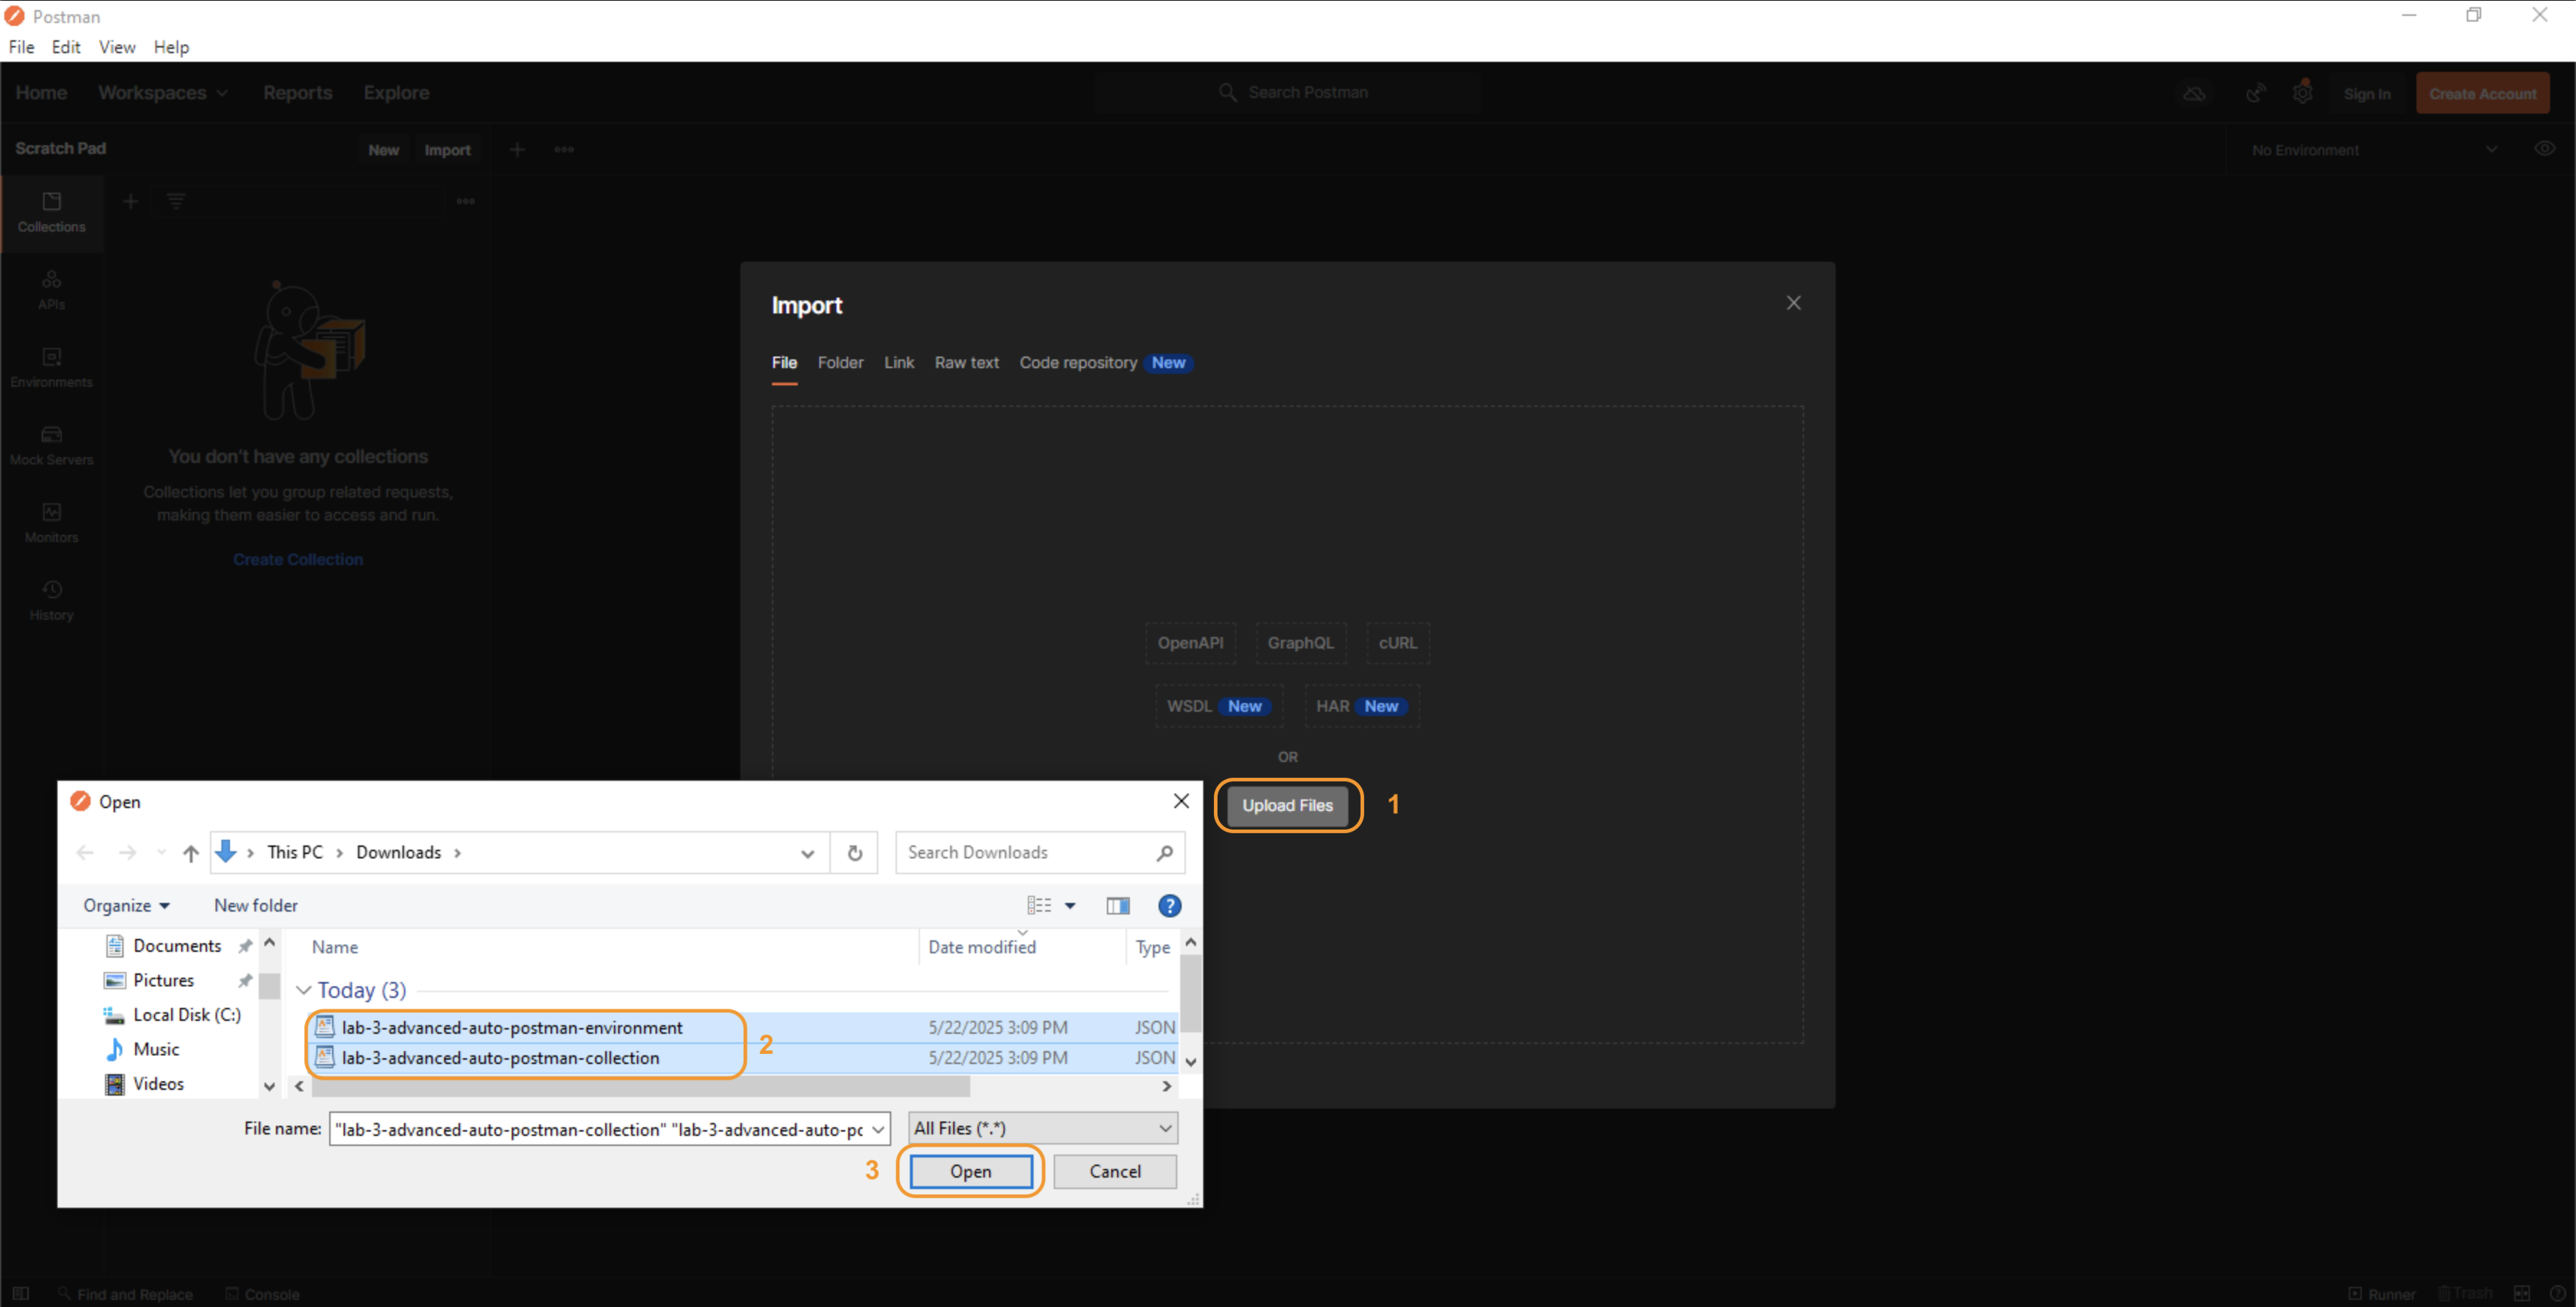 Postman
File Edit View Help
Home Workspaces Reports Explore
Search Postman
Sign In Create Account
Scratch Pad New Import
No Environment
Collections
APIs
Environments
Mock Servers
Monitors
History
You don't have any collections
Collections let you group related requests,
making them easier to access and run.
Create Collection
Import
File Folder Link Raw text Code repository New
OpenAPI GraphQL cURL
WSDL New HAR New
OR
Upload Files 1
Open
This PC > Downloads >
Search Downloads
Organize New folder
Documents
Pictures
Local Disk (C:)
Music
Videos
Name Date modified Type
Today (3)
lab-3-advanced-auto-postman-environment 5/22/2025 3:09 PM JSON
lab-3-advanced-auto-postman-collection 5/22/2025 3:09 PM JSON
2
File name: "lab-3-advanced-auto-postman-collection" "lab-3-advanced-auto-pc All Files (*.*)
3 Open Cancel
Find and Replace Console
Runner Trash